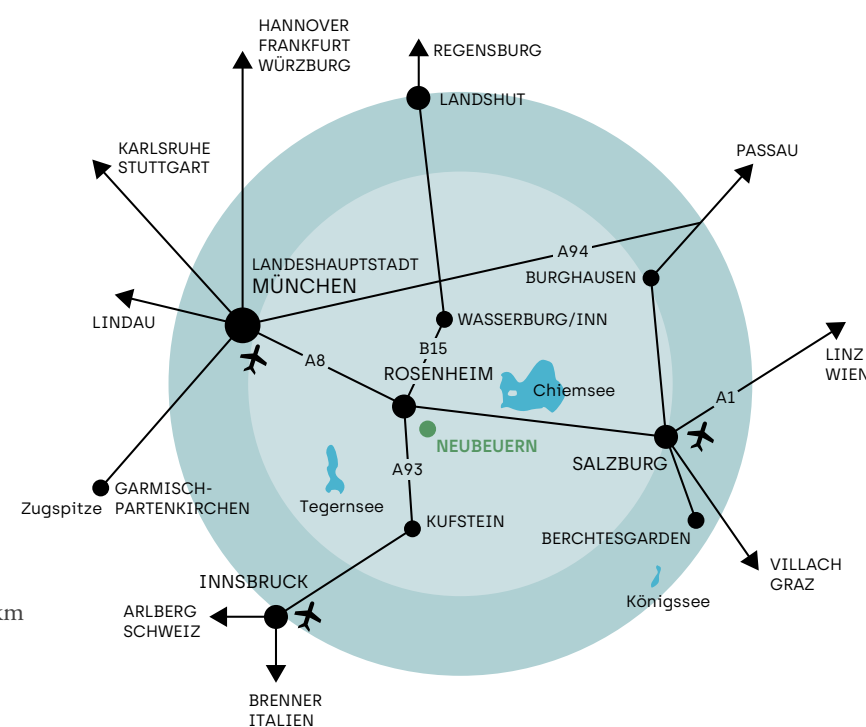 HANNOVER
FRANKFURT
WÜRZBURG
REGENSBURG
LANDSHUT
KARLSRUHE
STUTTGART
PASSAU
A94
LANDESHAUPTSTADT
MÜNCHEN
BURGHAUSEN
LINDAU
WASSERBURG/INN
B15
A8
ROSENHEIM
LINZ
WIEN
Chiemsee
A1
NEUBEUERN
SALZBURG
A93
GARMISCH-
PARTENKIRCHEN
Zugspitze
Tegernsee
KUFSTEIN
BERCHTESGARDEN
VILLACH
GRAZ
INNSBRUCK
Königssee
km
ARLBERG
SCHWEIZ
BRENNER
ITALIEN